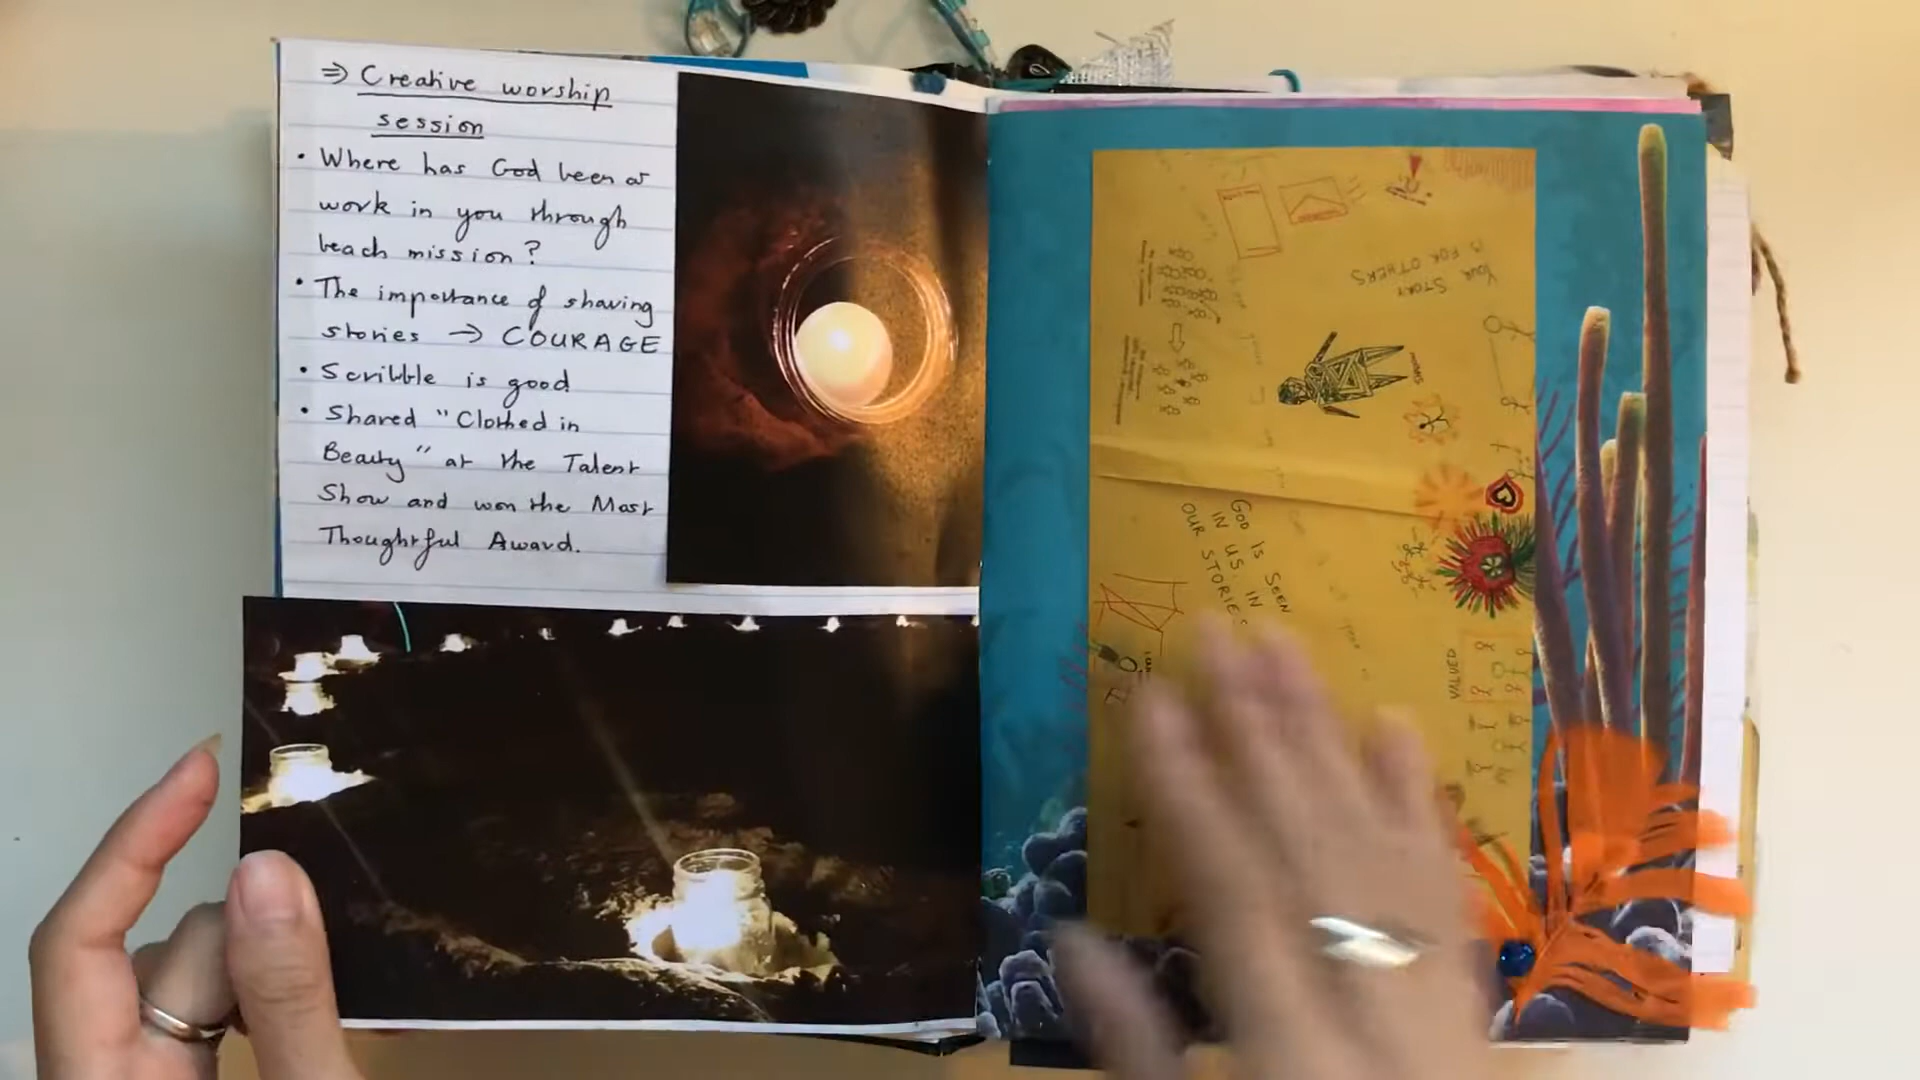 ⇒ Creative worship
session
• Where has God been at
work in you through
beach mission?
• The importance of sharing
stories → COURAGE
• Scribble is good
• Shared "Clothed in
Beauty" at the Talent
Show and won the Most
Thoughtful Award.
YOUR STORY
IS FOR OTHERS
GOD IS SEEN
IN US. IN
OUR STORIES
VALUED